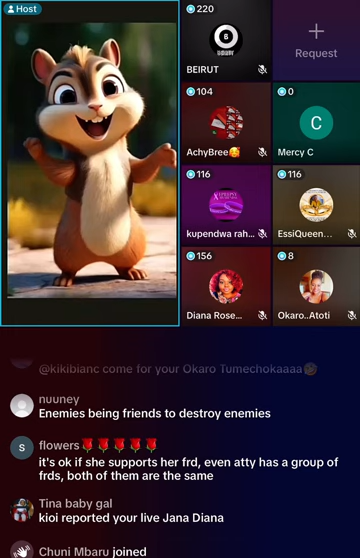 Host
220
BEIRUT
Request
104
AchyBree🥰
0
C
Mercy C
116
kupendwa rah...
116
EssiQueen...
156
Diana Rose...
8
Okaro..Atoti
@kikibianc come for your Okaro Tumechokaaaa
nuuney
Enemies being friends to destroy enemies
S
flowers🌹🌹🌹🌹🌹
it's ok if she supports her frd, even atty has a group of
frds, both of them are the same
Tina baby gal
kioi reported your live Jana Diana
Chuni Mbaru joined